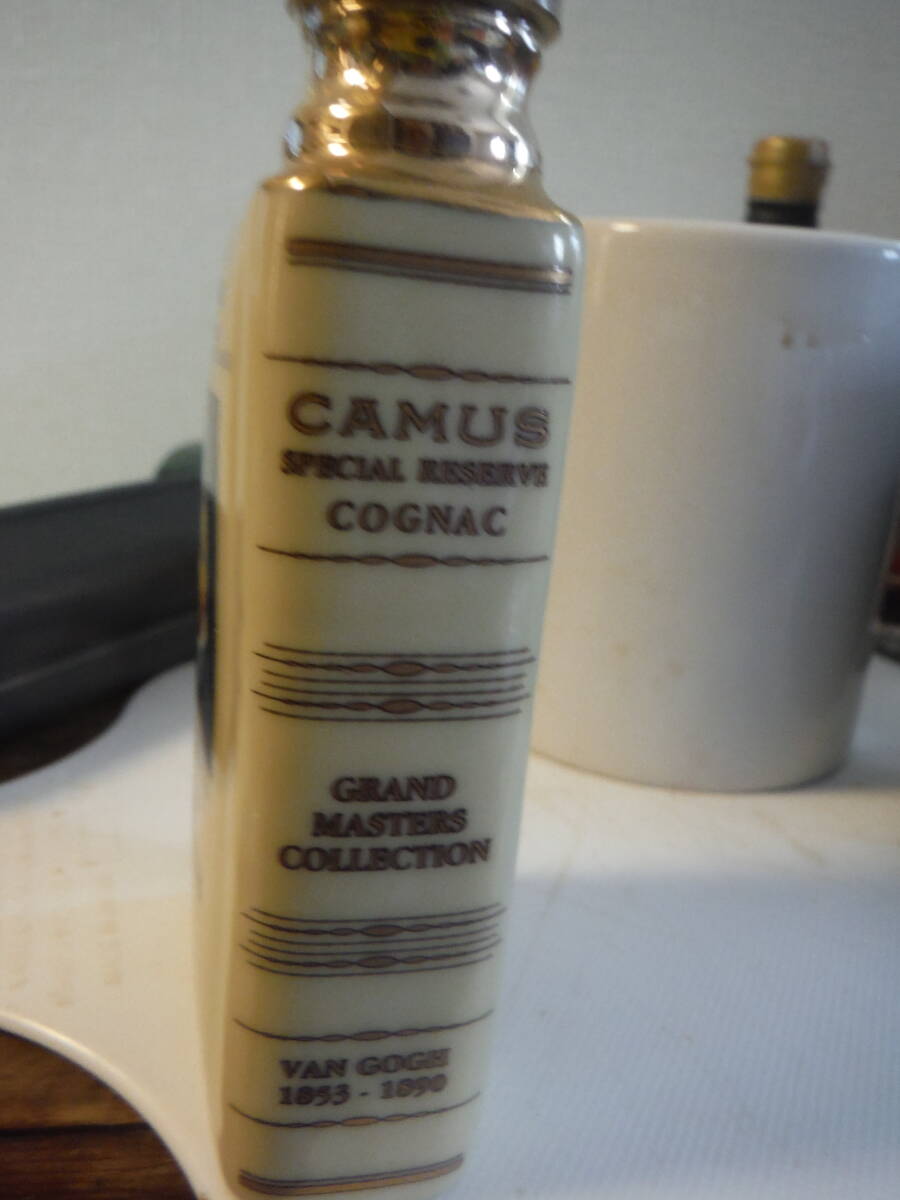 CAMUS
SPECIAL RESERVE
COGNAC
GRAND
MASTERS
COLLECTION
VAN GOGH
1853 - 1890